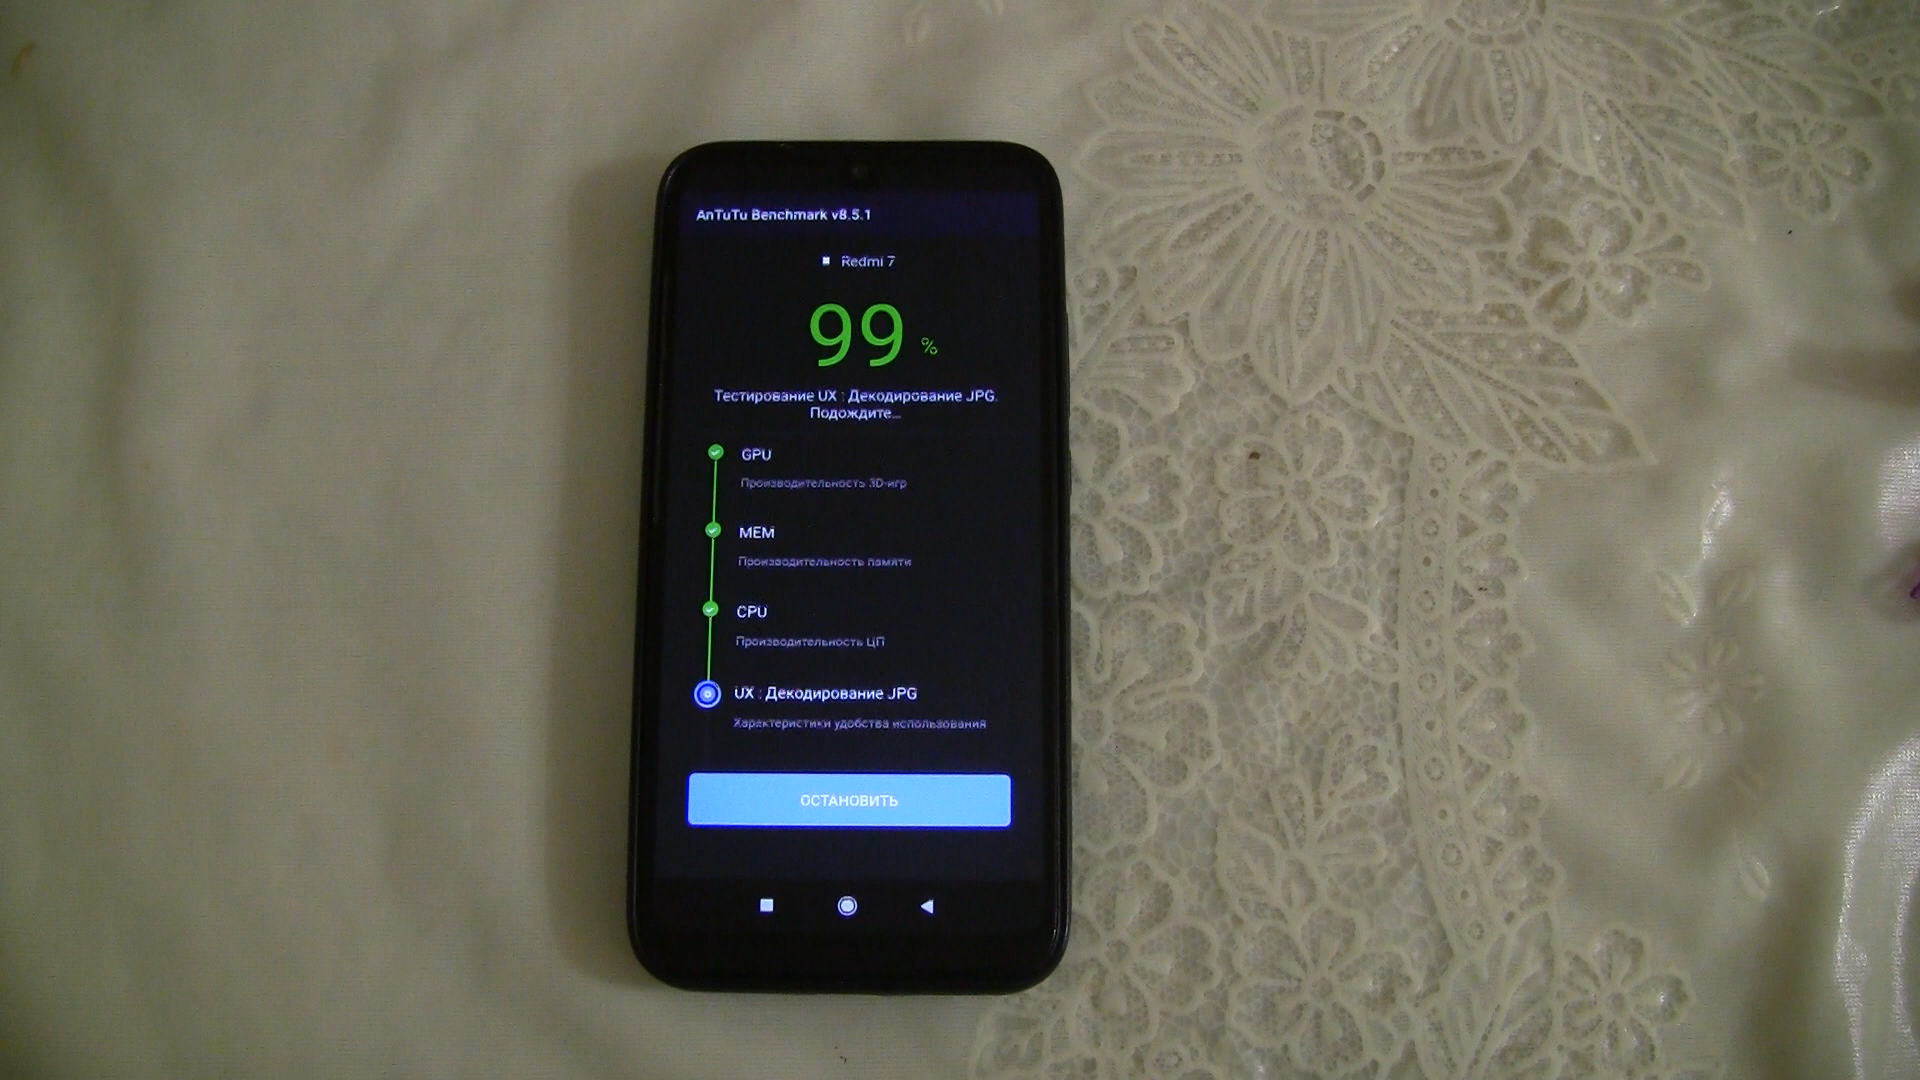 AnTuTu Benchmark v8.5.1
Redmi 7
99 %
Тестирование UX : Декодирование JPG.
Подождите...
GPU
Производительность 3D-игр
MEM
Производительность памяти
CPU
Производительность ЦП
UX : Декодирование JPG
Характеристики удобства использования
ОСТАНОВИТЬ